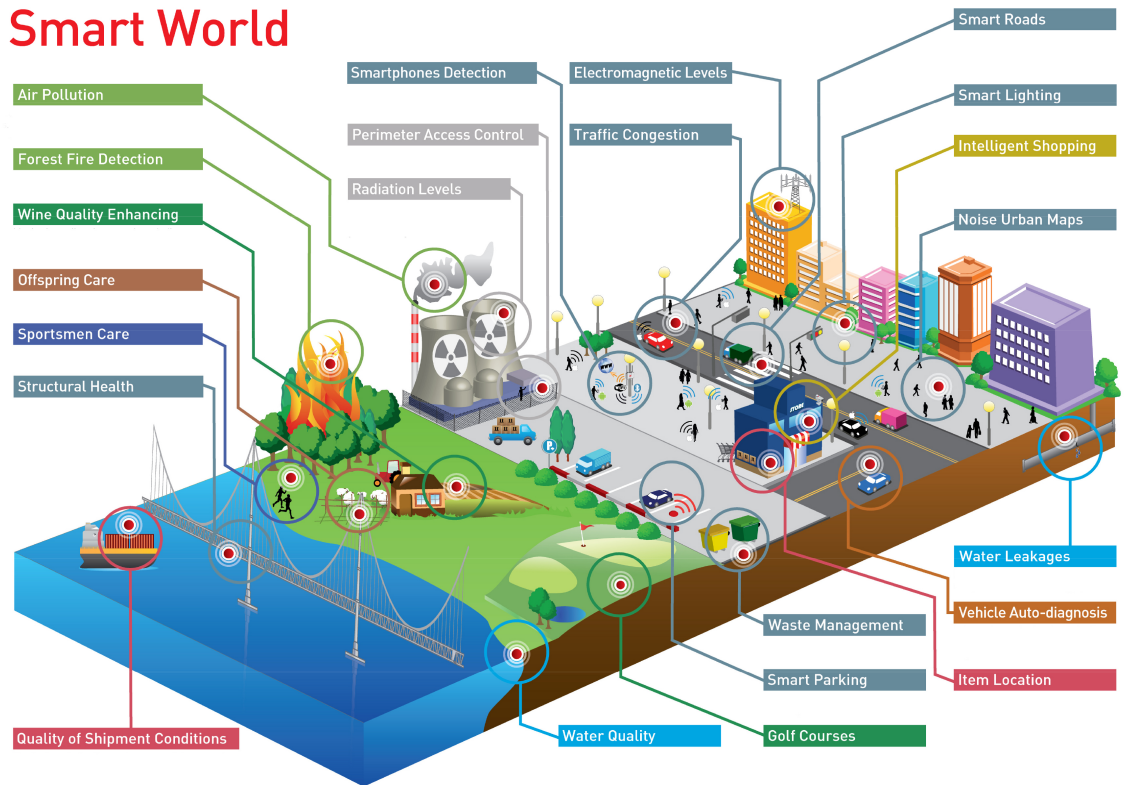 Smart World
Air Pollution
Forest Fire Detection
Wine Quality Enhancing
Offspring Care
Sportsmen Care
Structural Health
Quality of Shipment Conditions
Smartphones Detection
Perimeter Access Control
Radiation Levels
Electromagnetic Levels
Traffic Congestion
Smart Roads
Smart Lighting
Intelligent Shopping
Noise Urban Maps
Water Leakages
Vehicle Auto-diagnosis
Item Location
Waste Management
Smart Parking
Golf Courses
Water Quality
STORE
P